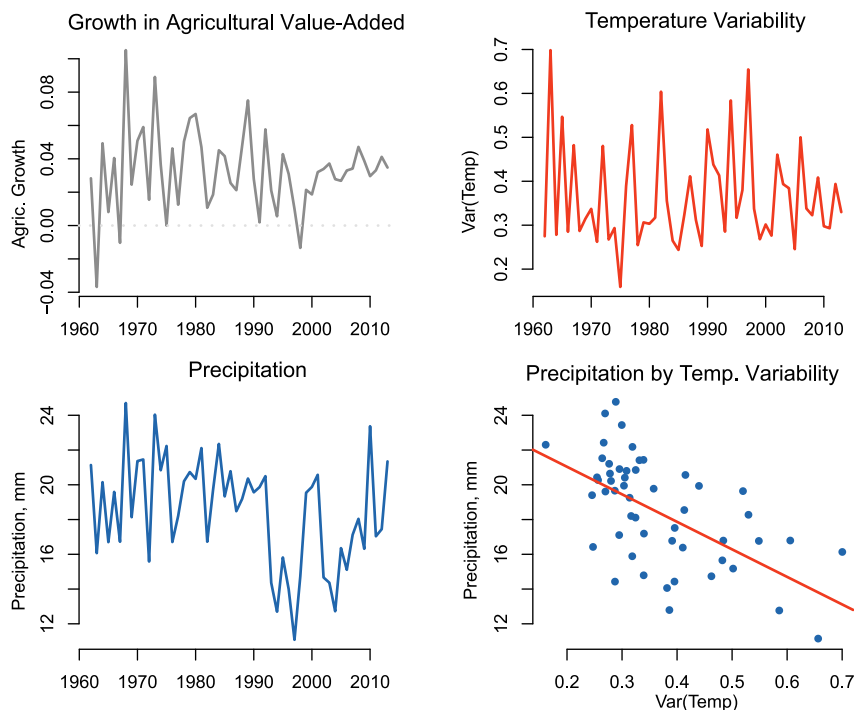 Growth in Agricultural Value-Added
Agric. Growth
0.08
0.04
0.00
−0.04
1960 1970 1980 1990 2000 2010
Temperature Variability
Var(Temp)
0.7
0.6
0.5
0.4
0.3
0.2
1960 1970 1980 1990 2000 2010
Precipitation
Precipitation, mm
24
20
16
12
1960 1970 1980 1990 2000 2010
Precipitation by Temp. Variability
Precipitation, mm
24
20
16
12
0.2 0.3 0.4 0.5 0.6 0.7
Var(Temp)